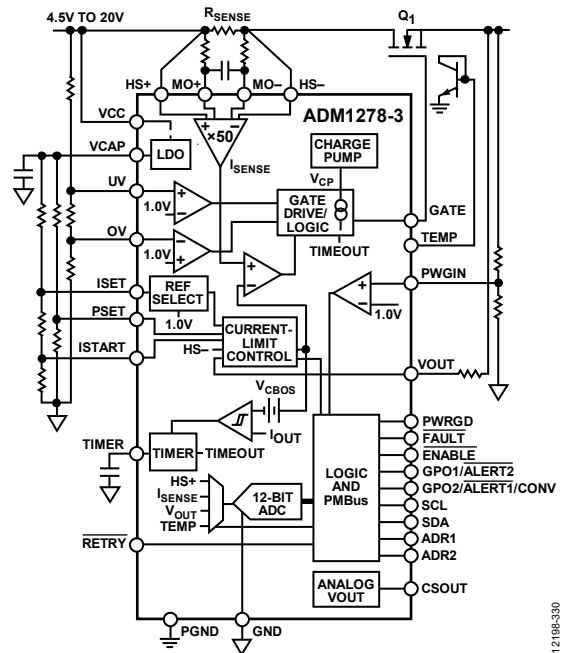 4.5V TO 20V
RSENSE
Q1
HS+
MO+
MO–
HS–
ADM1278-3
VCC
VCAP
LDO
+
–
×50
ISENSE
CHARGE
PUMP
VCP
UV
1.0V
+
–
GATE
DRIVE/
LOGIC
GATE
TEMP
TIMEOUT
OV
1.0V
–
+
+
–
PWGIN
+
–
1.0V
ISET
REF
SELECT
1.0V
PSET
CURRENT-
LIMIT
CONTROL
HS–
ISTART
VOUT
VCBOS
IOUT
TIMER
TIMER
TIMEOUT
PWRGD
FAULT
ENABLE
GPO1/ALERT2
GPO2/ALERT1/CONV
SCL
SDA
ADR1
ADR2
LOGIC
AND
PMBus
HS+
ISENSE
VOUT
TEMP
12-BIT
ADC
RETRY
ANALOG
VOUT
CSOUT
PGND
GND
12198-330